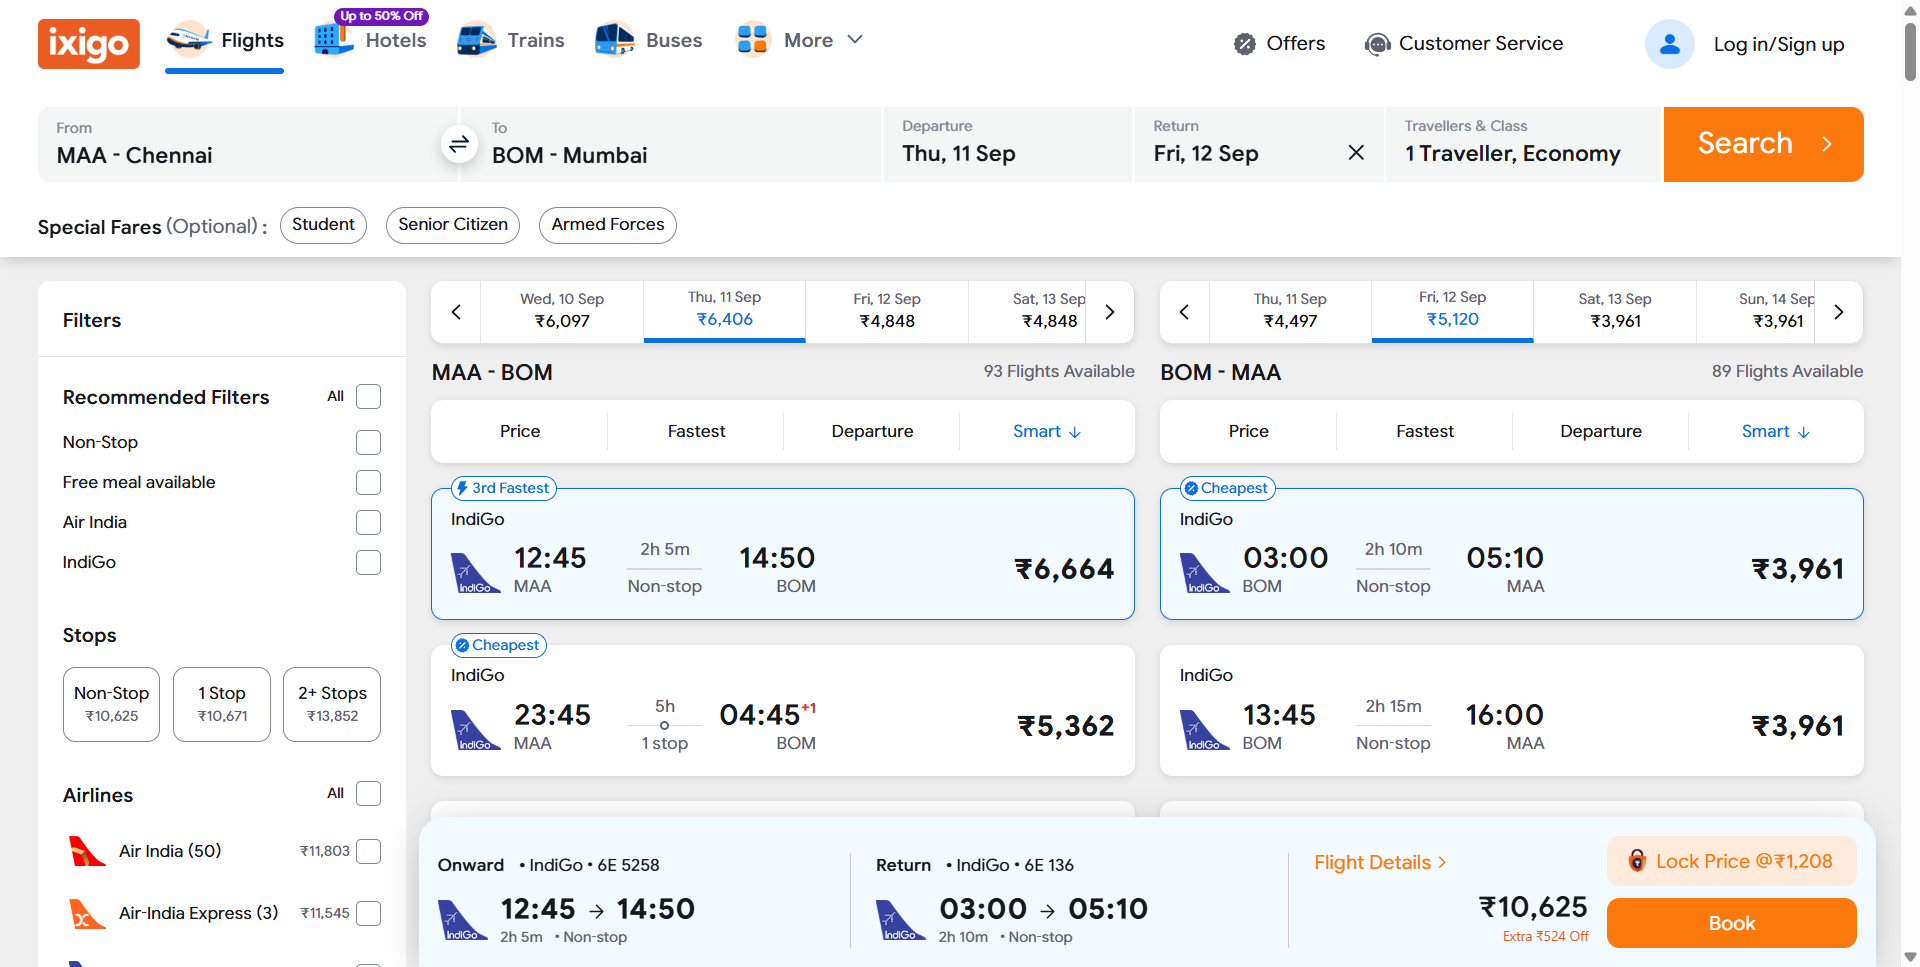 ixigo
Flights
Up to 50% Off
Hotels
Trains
Buses
More
Offers
Customer Service
Log in/Sign up
From
MAA - Chennai
To
BOM - Mumbai
Departure
Thu, 11 Sep
Return
Fri, 12 Sep
Travellers & Class
1 Traveller, Economy
Search
Special Fares (Optional) :
Student
Senior Citizen
Armed Forces
Filters
Recommended Filters
All
Non-Stop
Free meal available
Air India
IndiGo
Stops
Non-Stop
₹10,625
1 Stop
₹10,671
2+ Stops
₹13,852
Airlines
All
Air India (50)
₹11,803
Air-India Express (3)
₹11,545
Wed, 10 Sep
₹6,097
Thu, 11 Sep
₹6,406
Fri, 12 Sep
₹4,848
Sat, 13 Sep
₹4,848
MAA - BOM
93 Flights Available
Price
Fastest
Departure
Smart ↓
3rd Fastest
IndiGo
IndiGo
12:45
MAA
2h 5m
Non-stop
14:50
BOM
₹6,664
Cheapest
IndiGo
IndiGo
23:45
MAA
5h
1 stop
04:45+1
BOM
₹5,362
Thu, 11 Sep
₹4,497
Fri, 12 Sep
₹5,120
Sat, 13 Sep
₹3,961
Sun, 14 Sep
₹3,961
BOM - MAA
89 Flights Available
Price
Fastest
Departure
Smart ↓
Cheapest
IndiGo
IndiGo
03:00
BOM
2h 10m
Non-stop
05:10
MAA
₹3,961
IndiGo
IndiGo
13:45
BOM
2h 15m
Non-stop
16:00
MAA
₹3,961
Onward • IndiGo • 6E 5258
IndiGo
12:45 → 14:50
2h 5m • Non-stop
Return • IndiGo • 6E 136
IndiGo
03:00 → 05:10
2h 10m • Non-stop
Flight Details >
₹10,625
Extra ₹524 Off
Lock Price @₹1,208
Book